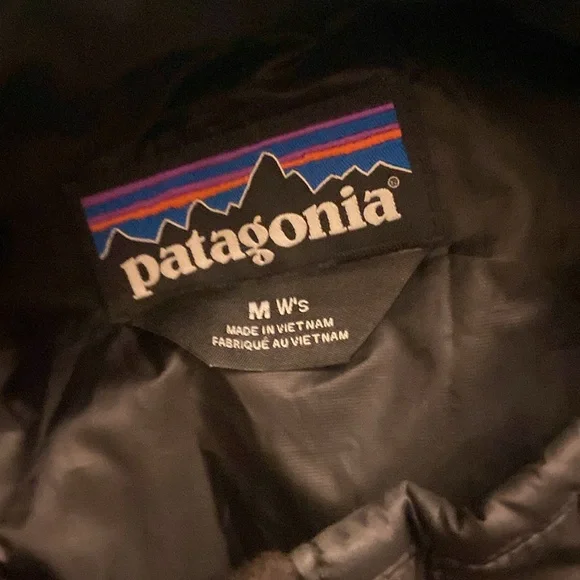 patagonia®
M W's
MADE IN VIETNAM
FABRIQUÉ AU VIETNAM